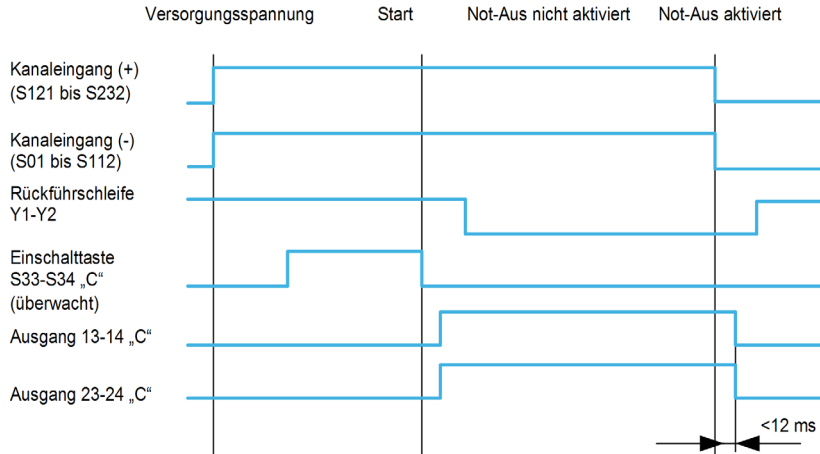 Versorgungsspannung Start Not-Aus nicht aktiviert Not-Aus aktiviert
Kanaleingang (+)
(S121 bis S232)
Kanaleingang (-)
(S01 bis S112)
Rückführschleife
Y1-Y2
Einschalttaste
S33-S34 „C“
(überwacht)
Ausgang 13-14 „C“
Ausgang 23-24 „C“
<12 ms